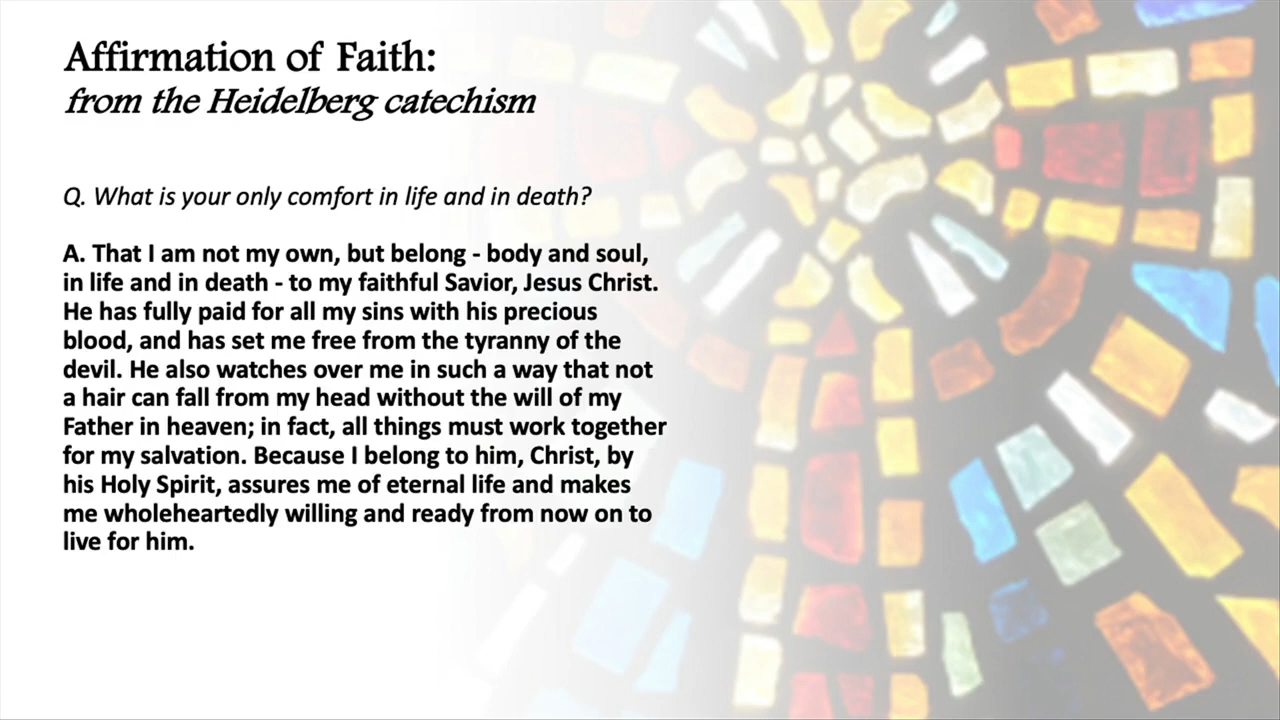 Affirmation of Faith:
from the Heidelberg catechism
Q. What is your only comfort in life and in death?
A. That I am not my own, but belong - body and soul,
in life and in death - to my faithful Savior, Jesus Christ.
He has fully paid for all my sins with his precious
blood, and has set me free from the tyranny of the
devil. He also watches over me in such a way that not
a hair can fall from my head without the will of my
Father in heaven; in fact, all things must work together
for my salvation. Because I belong to him, Christ, by
his Holy Spirit, assures me of eternal life and makes
me wholeheartedly willing and ready from now on to
live for him.